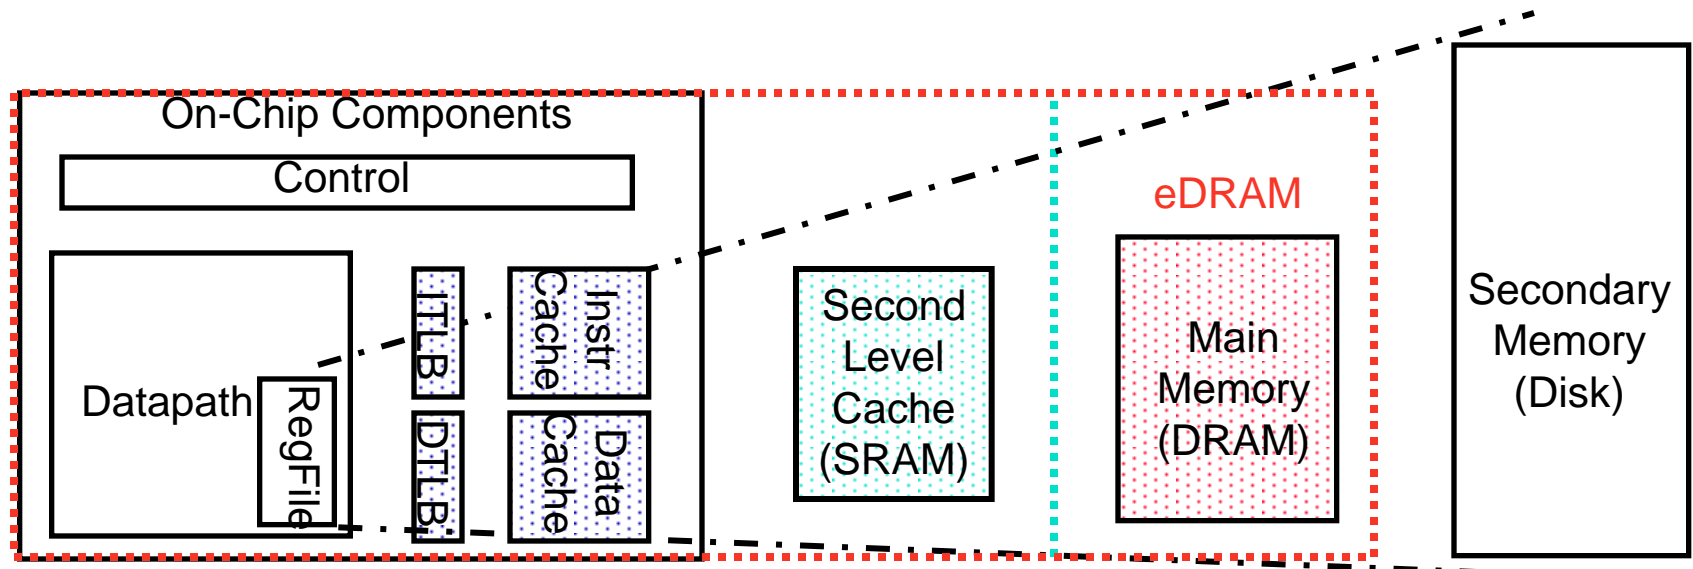 On-Chip Components
Control
eDRAM
Datapath
RegFile
ITLB
DTLB
Instr
Cache
Data
Cache
Second
Level
Cache
(SRAM)
Main
Memory
(DRAM)
Secondary
Memory
(Disk)